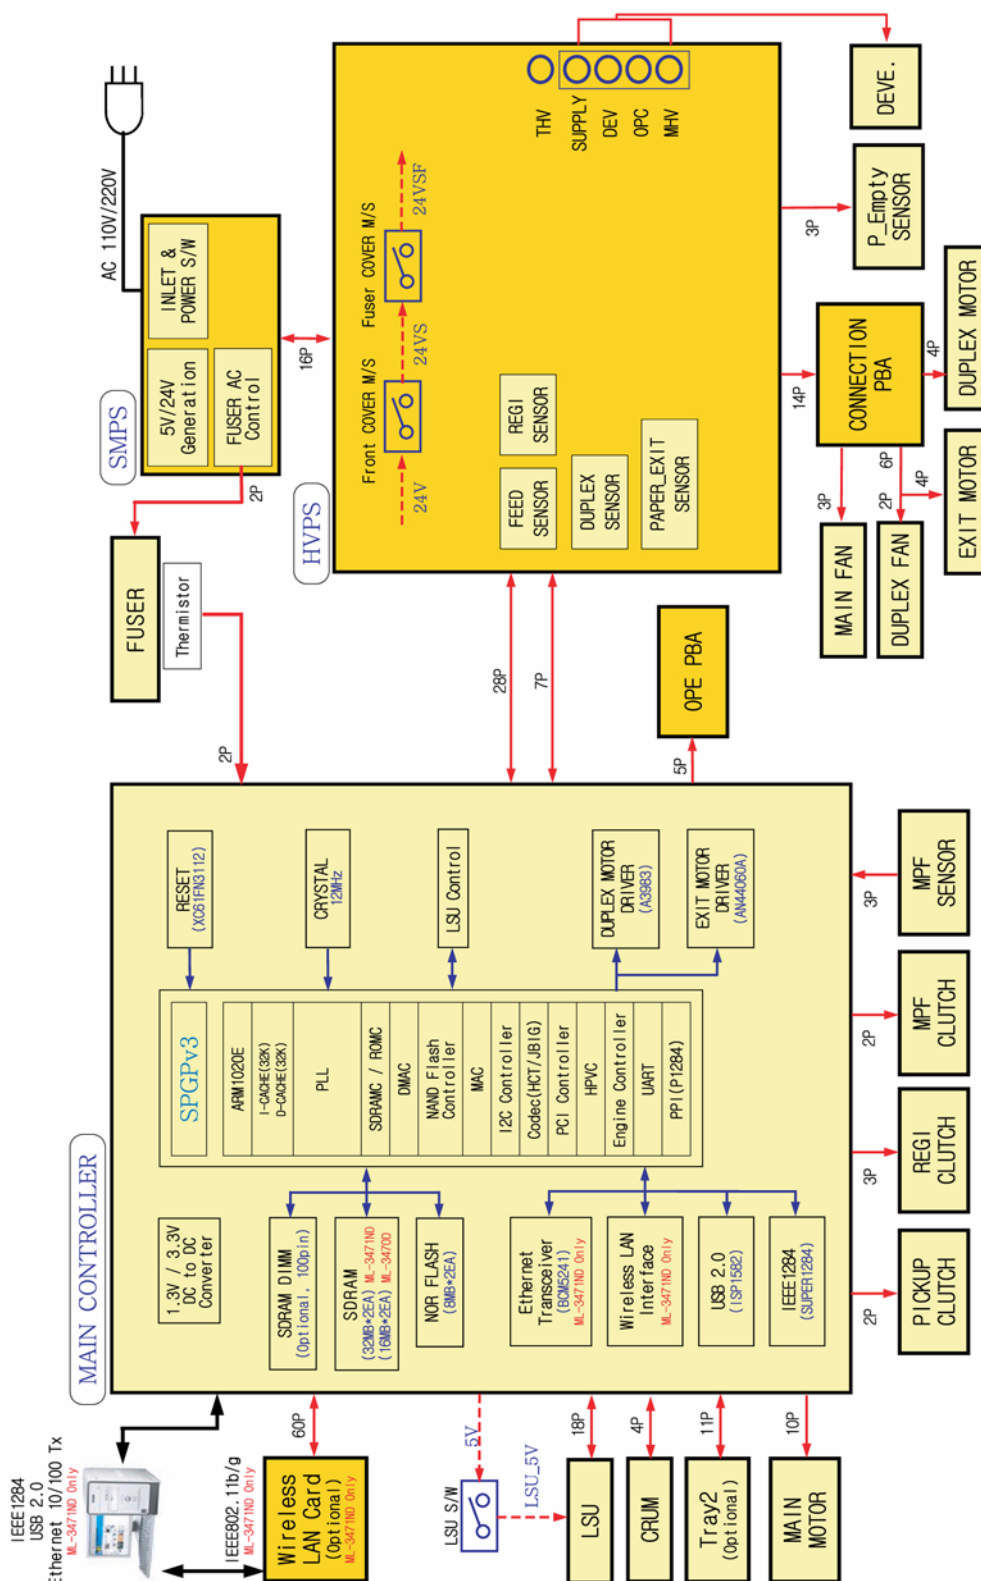 IEEE1284
USB 2.0
Ethernet 10/100 Tx
ML-3471ND Only
IEEE802.11b/g
ML-3471ND Only
Wireless
LAN Card
(Optional)
ML-3471ND Only
60P
LSU S/W
5V
LSU_5V
LSU
18P
CRUM
4P
Tray2
(Optional)
11P
MAIN
MOTOR
10P
MAIN CONTROLLER
1.3V / 3.3V
DC to DC
Converter
SDRAM DIMM
(Optional, 100pin)
SDRAM
(32MB*2EA) ML-3471ND
(16MB*2EA) ML-3470D
NOR FLASH
(8MB*2EA)
Ethernet
Transceiver
(BCM5241)
ML-3471ND Only
Wireless LAN
Interface
ML-3471ND Only
USB 2.0
(ISP1582)
IEEE1284
(SUPER1284)
SPGPv3
ARM1020E
I-CACHE(32K)
D-CACHE(32K)
PLL
SDRAMC / ROMC
DMAC
NAND Flash
Controller
MAC
I2C Controller
Codec(HCT/JBIG)
PCI Controller
HPVC
Engine Controller
UART
PPI(P1284)
RESET
(XC61FN3112)
CRYSTAL
12MHz
LSU Control
DUPLEX MOTOR
DRIVER
(A3983)
EXIT MOTOR
DRIVER
(AN44060A)
2P
PICKUP
CLUTCH
3P
REGI
CLUTCH
2P
MPF
CLUTCH
3P
MPF
SENSOR
2P
28P
7P
5P
OPE PBA
FUSER
Thermistor
2P
SMPS
5V/24V
Generation
INLET &
POWER S/W
FUSER AC
Control
AC 110V/220V
16P
HVPS
Front COVER M/S
Fuser COVER M/S
24V
24VS
24VSF
FEED
SENSOR
REGI
SENSOR
DUPLEX
SENSOR
PAPER_EXIT
SENSOR
THV
SUPPLY
DEV
OPC
MHV
DEVE.
3P
P_Empty
SENSOR
14P
CONNECTION
PBA
3P
MAIN FAN
6P
2P
DUPLEX FAN
4P
EXIT MOTOR
4P
DUPLEX MOTOR